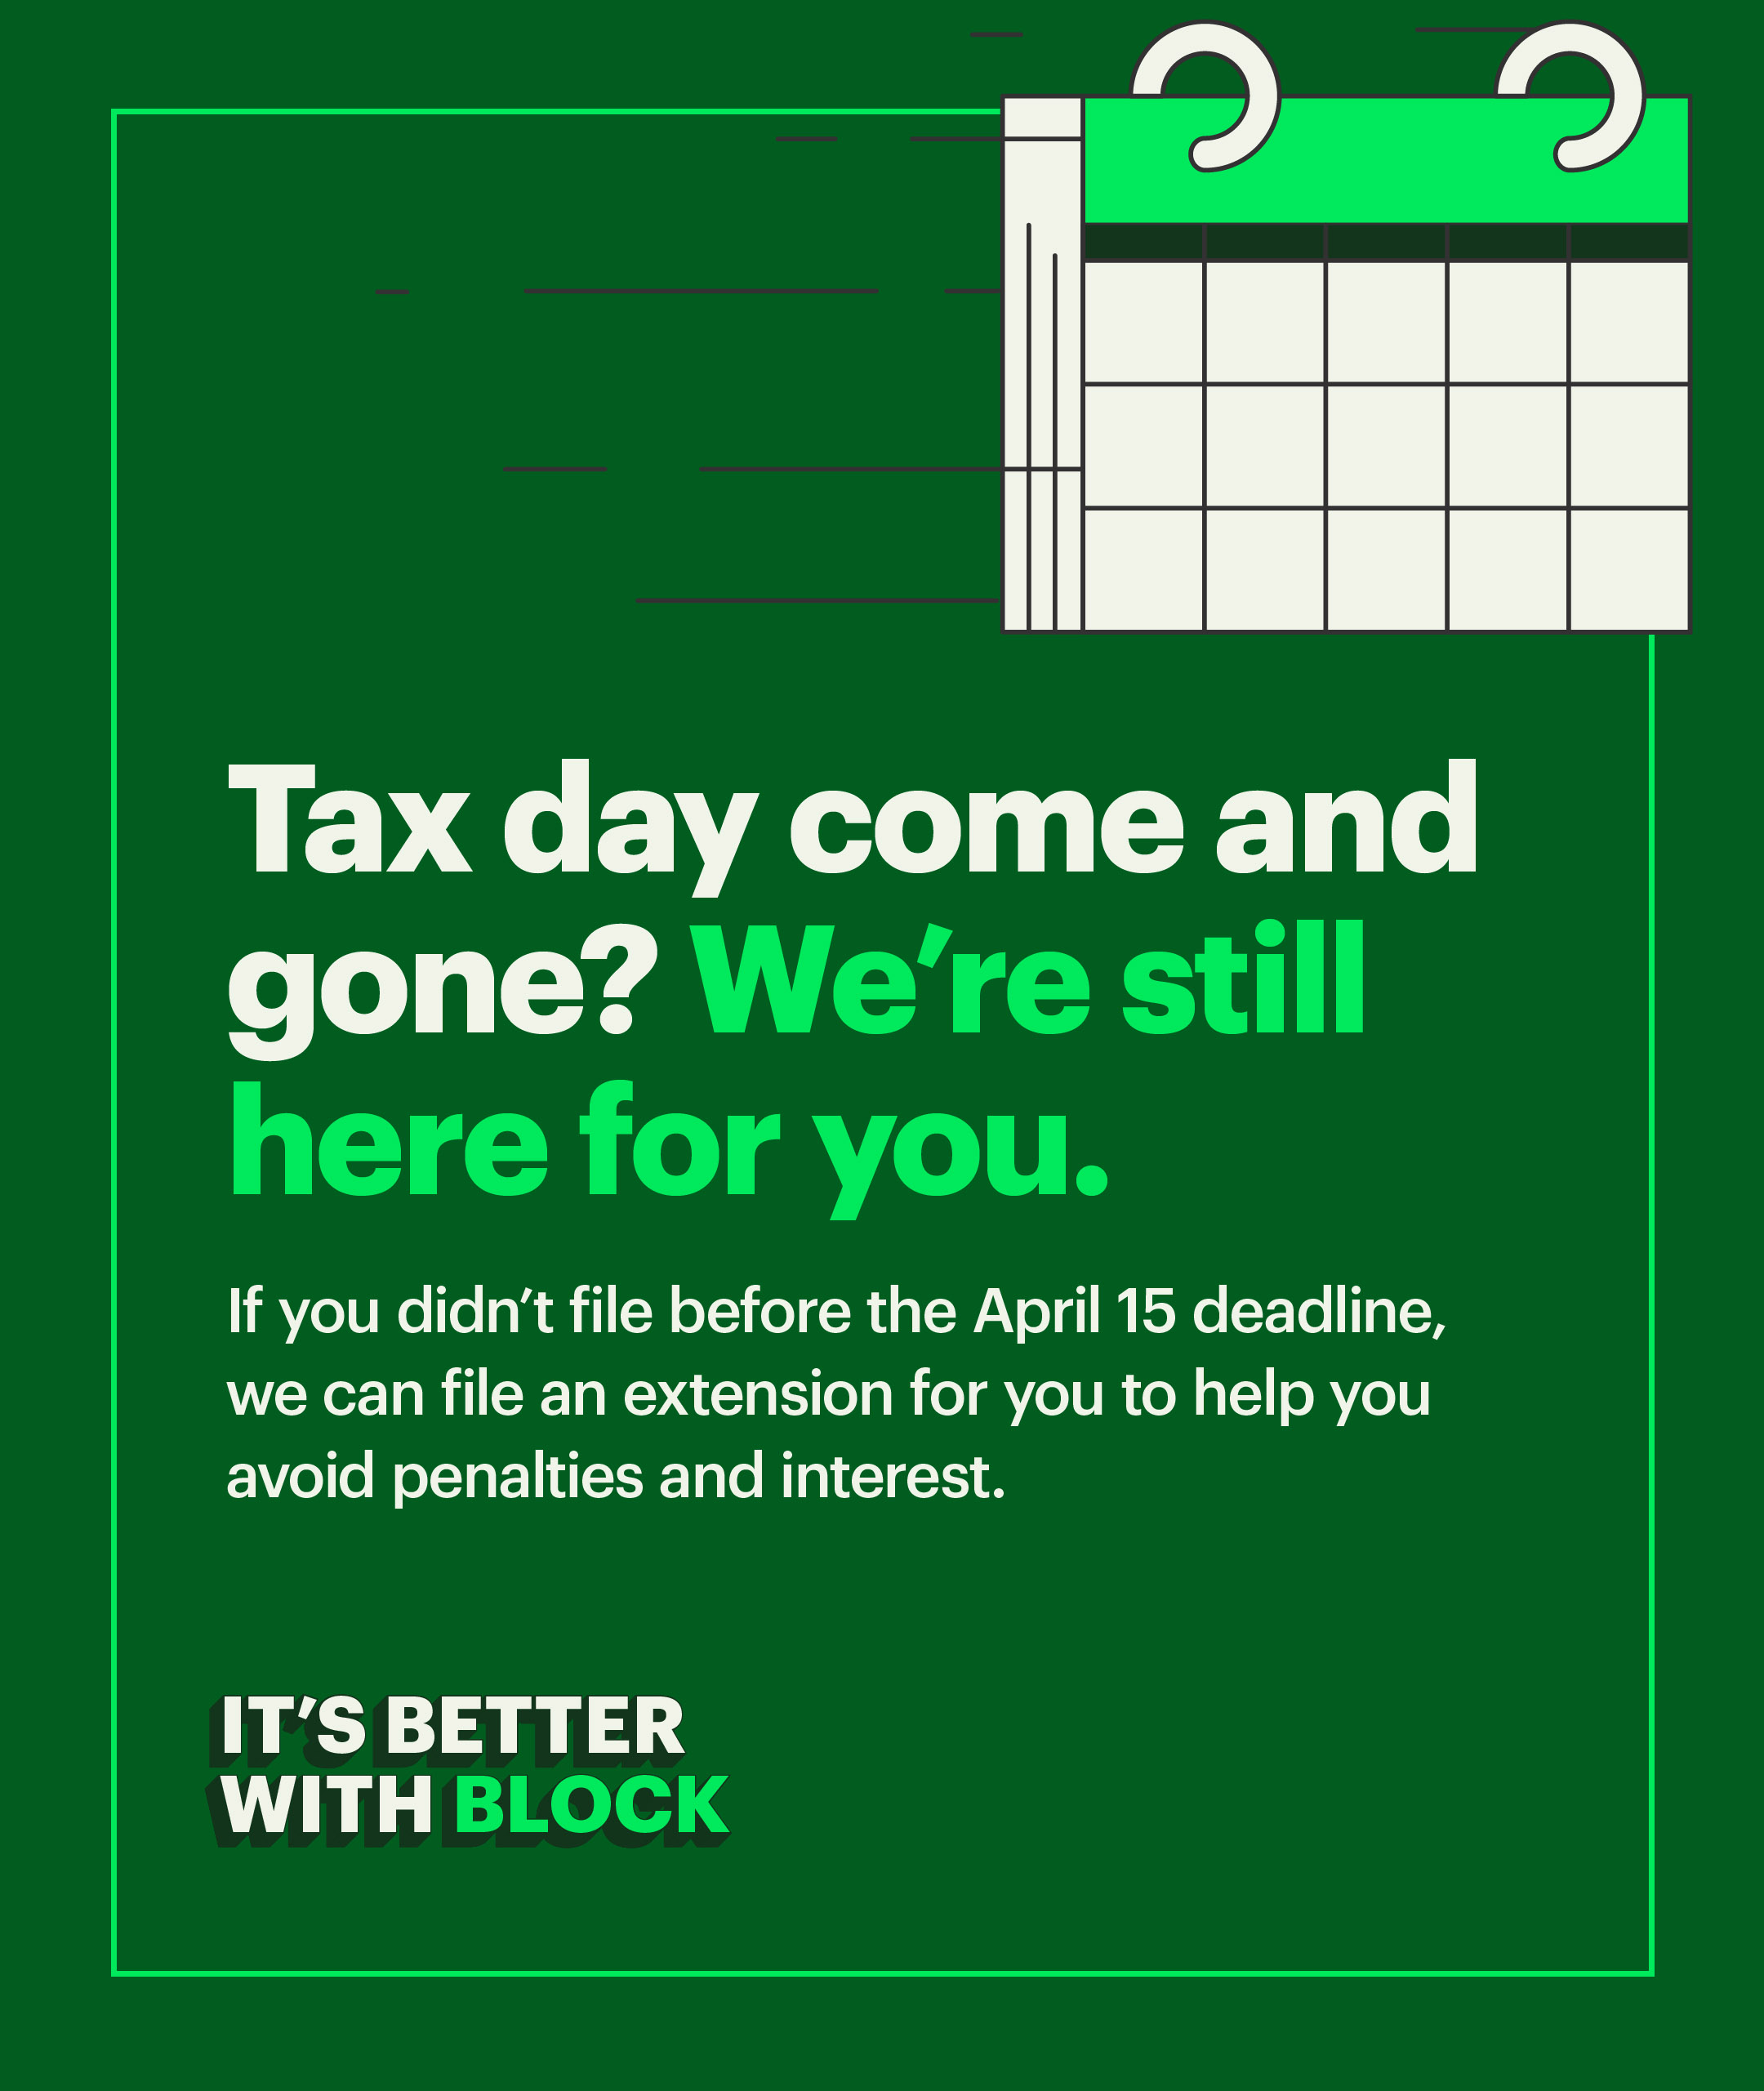 Tax day come and
gone? We’re still
here for you.
If you didn’t file before the April 15 deadline,
we can file an extension for you to help you
avoid penalties and interest.
IT’S BETTER
WITH BLOCK